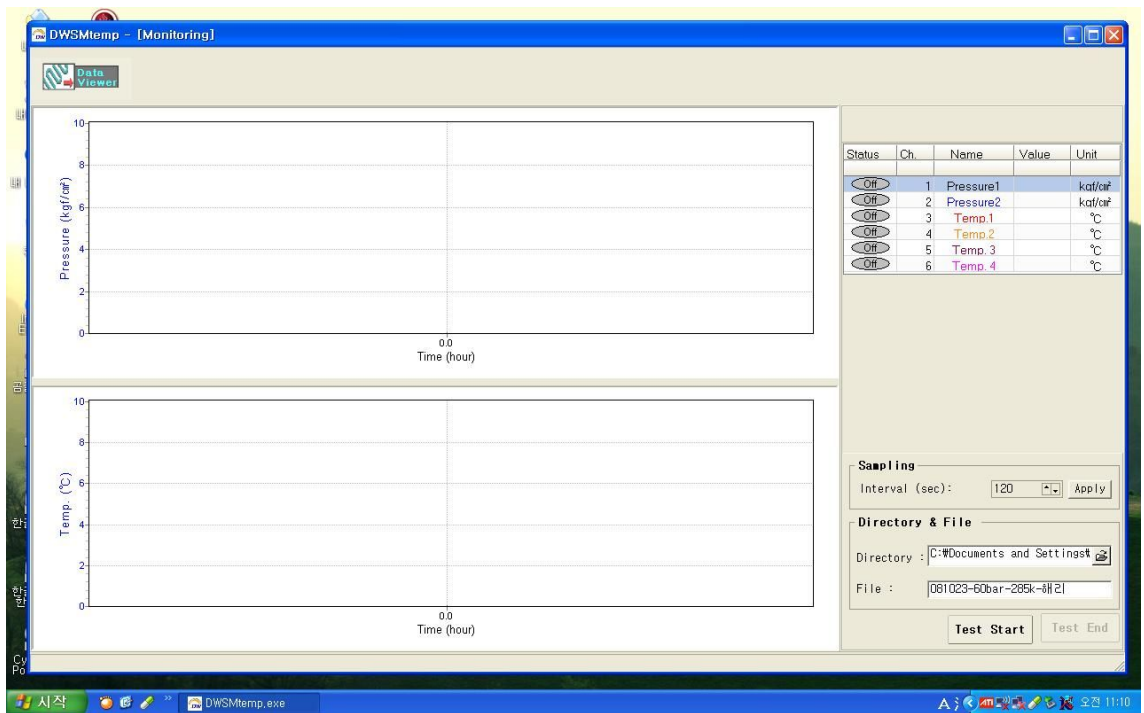 DWSMtemp - [Monitoring]
Data
Viewer
10
8
6
4
2
0
Pressure (kgf/㎠)
0.0
Time (hour)
10
8
6
4
2
0
Temp. (℃)
0.0
Time (hour)
Status Ch. Name Value Unit
Off 1 Pressure1 kgf/㎠
Off 2 Pressure2 kgf/㎠
Off 3 Temp.1 ℃
Off 4 Temp.2 ℃
Off 5 Temp. 3 ℃
Off 6 Temp. 4 ℃
Sampling
Interval (sec): 120 Apply
Directory & File
Directory : C:₩Documents and Settings₩
File : 081023-60bar-285k-해리
Test Start Test End
시작 DWSMtemp.exe A ATI 오전 11:10